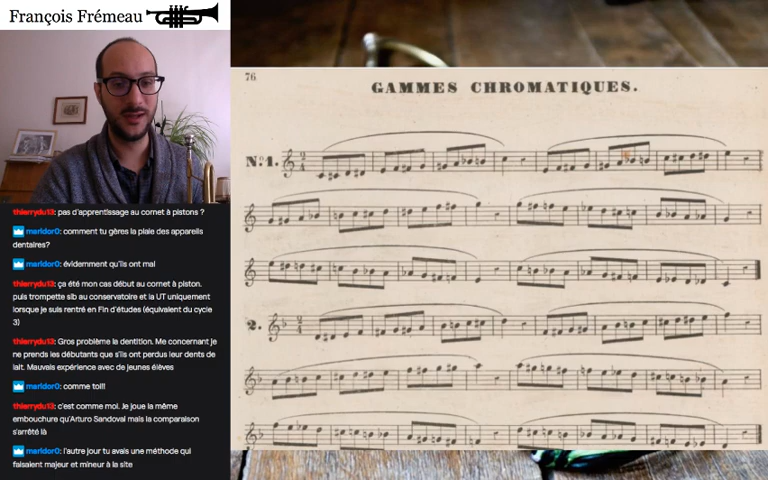 François Frémeau
thierrydu13: pas d'apprentissage au cornet à pistons ?
maridor0: comment tu gères la plaie des appareils
dentaires?
maridor0: évidemment qu'ils ont mal
thierrydu13: ça été mon cas début au cornet à piston.
puis trompette sib au conservatoire et la UT uniquement
lorsque je suis rentré en Fin d'études (équivalent du cycle
3)
thierrydu13: Gros problème la dentition. Me concernant je
ne prends les débutants que s'ils ont perdus leur dents de
lait. Mauvais expérience avec de jeunes élèves
maridor0: comme toi!!
thierrydu13: c'est comme moi. Je joue la même
embouchure qu'Arturo Sandoval mais la comparaison
s'arrêté là
maridor0: l'autre jour tu avais une méthode qui
faisaient majeur et mineur à la site
76
GAMMES CHROMATIQUES.
No.1.
2.